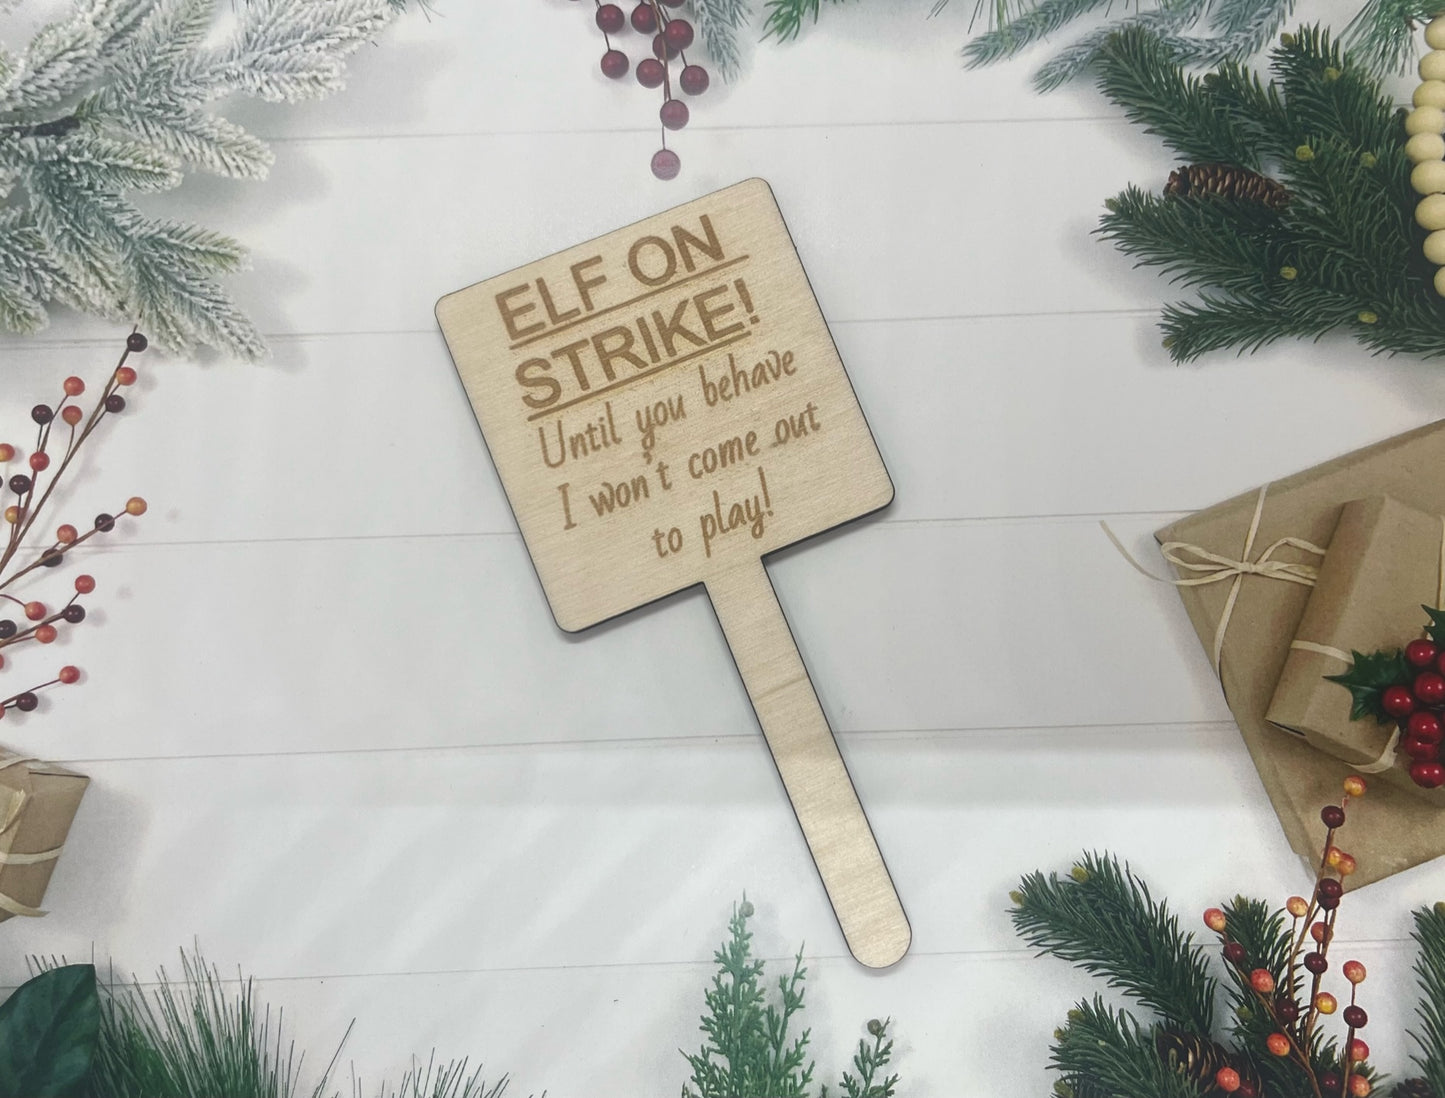 ELF ON
STRIKE!
Until you behave
I won't come out
to play!